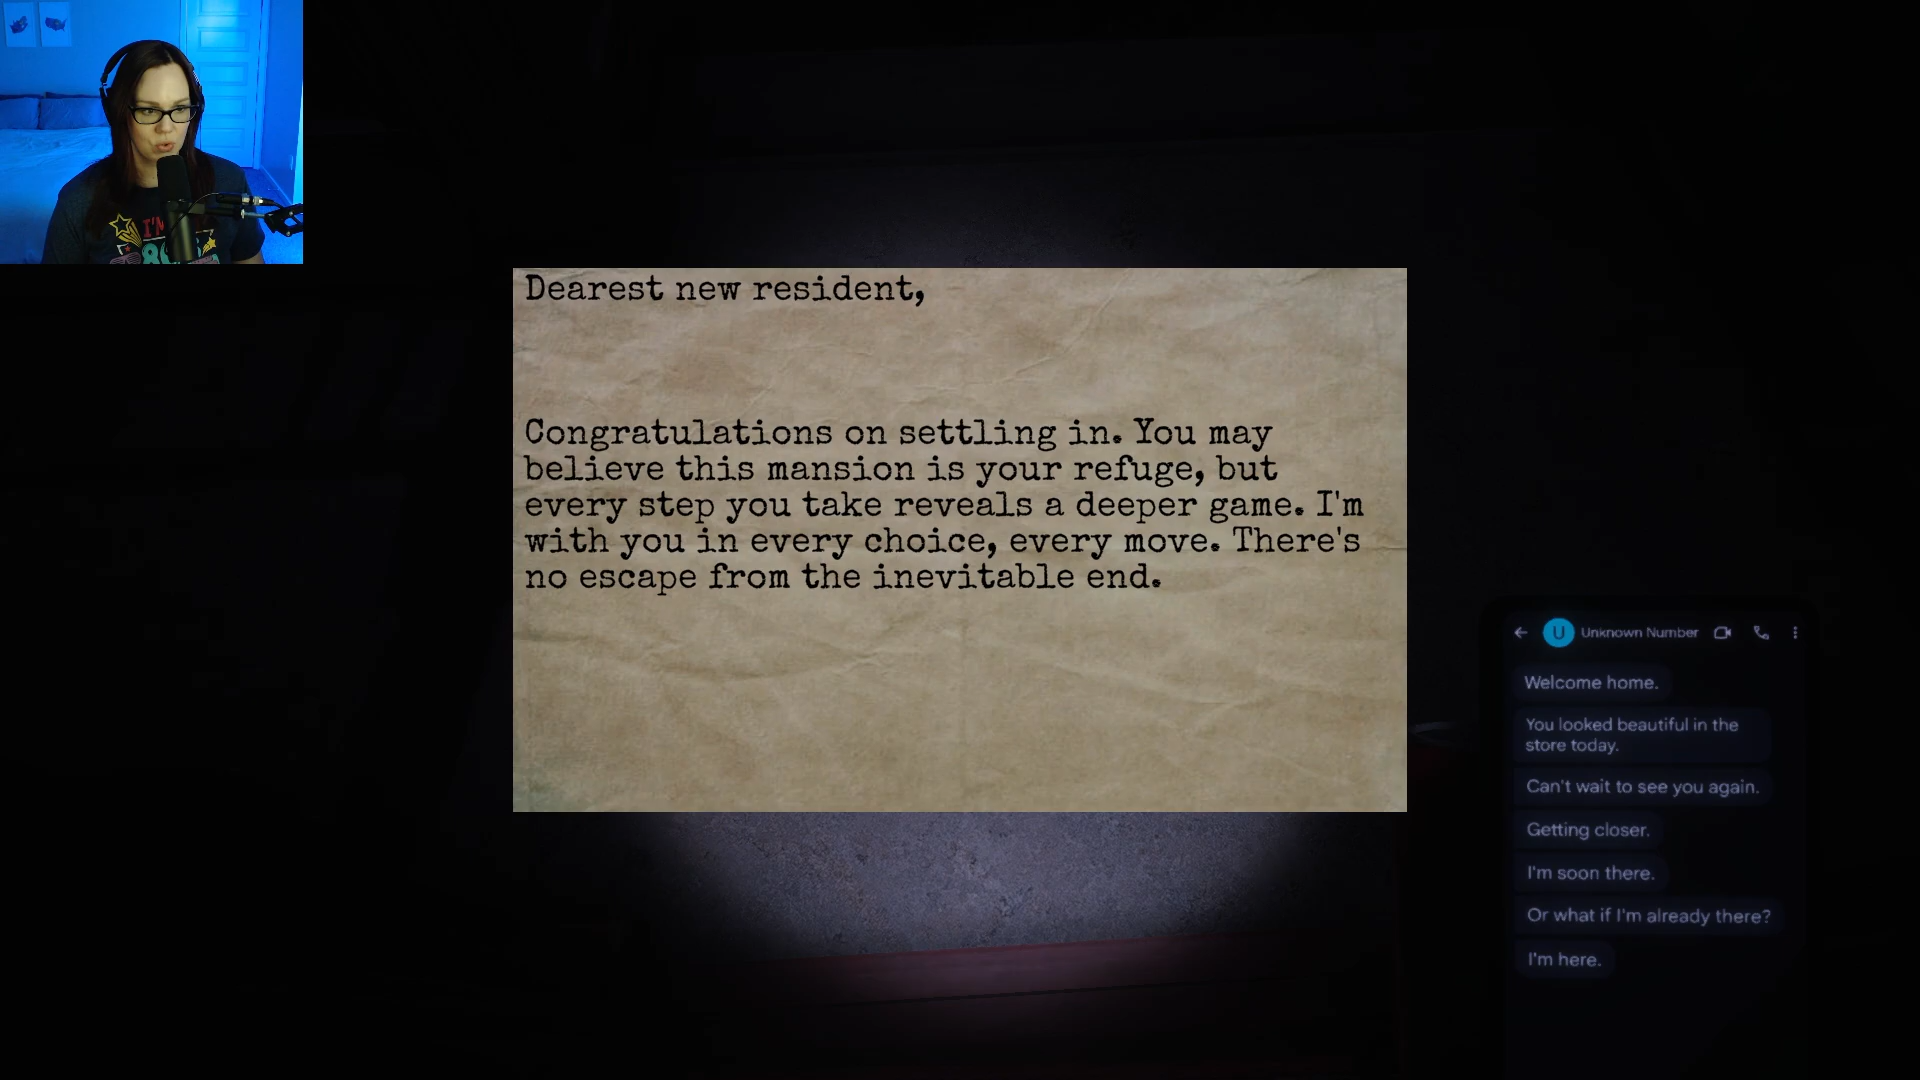 Dearest new resident,
Congratulations on settling in. You may
believe this mansion is your refuge, but
every step you take reveals a deeper game. I'm
with you in every choice, every move. There's
no escape from the inevitable end.
U Unknown Number
Welcome home.
You looked beautiful in the
store today.
Can't wait to see you again.
Getting closer.
I'm soon there.
Or what if I'm already there?
I'm here.